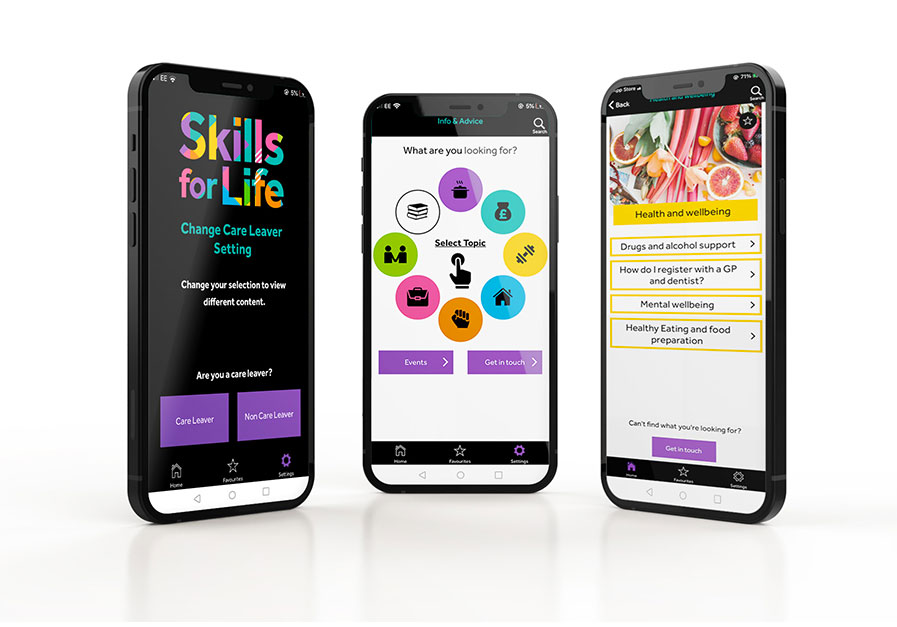 EE
5%
Skills
for Life
Change Care Leaver
Setting
Change your selection to view
different content.
Are you a care leaver?
Care Leaver
Non Care Leaver
Home
Favourites
Settings
EE
5%
Info & Advice
Search
What are you looking for?
£
Select Topic
Events
Get in touch
Home
Favourites
Settings
App Store
71%
Back
Health and wellbeing
Search
Health and wellbeing
Drugs and alcohol support
How do I register with a GP
and dentist?
Mental wellbeing
Healthy Eating and food
preparation
Can't find what you're looking for?
Get in touch
Home
Favourites
Settings